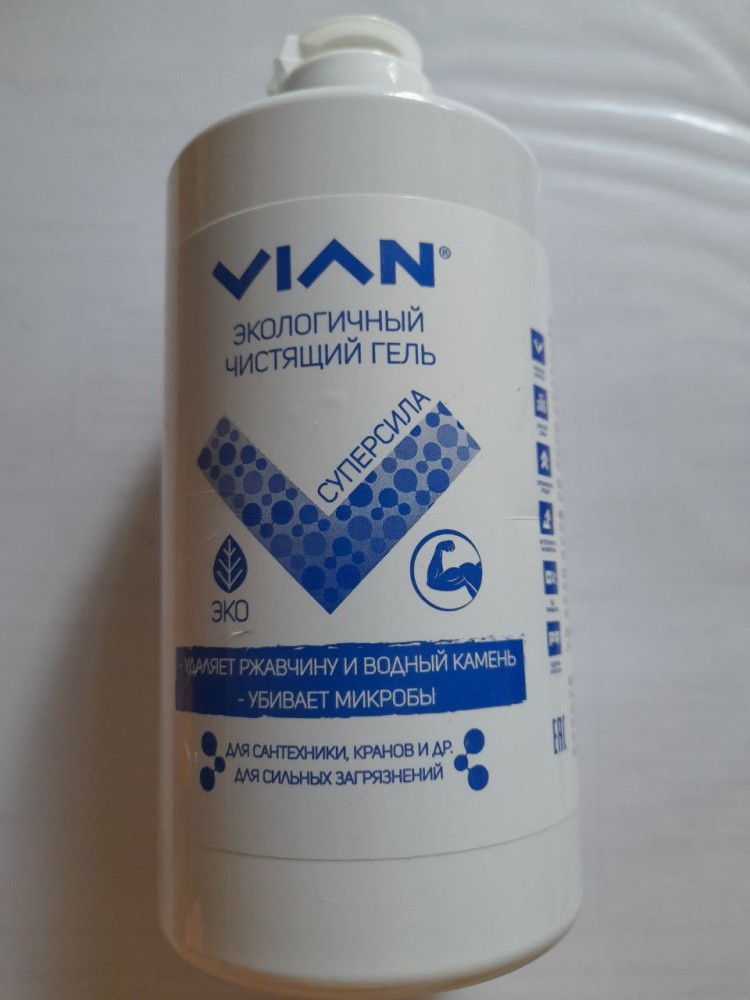 VIAN®
ЭКОЛОГИЧНЫЙ
ЧИСТЯЩИЙ ГЕЛЬ
СУПЕРСИЛА
ЭКО
- УДАЛЯЕТ РЖАВЧИНУ И ВОДНЫЙ КАМЕНЬ
- УБИВАЕТ МИКРОБЫ
ДЛЯ САНТЕХНИКИ, КРАНОВ И ДР.
ДЛЯ СИЛЬНЫХ ЗАГРЯЗНЕНИЙ
EAC